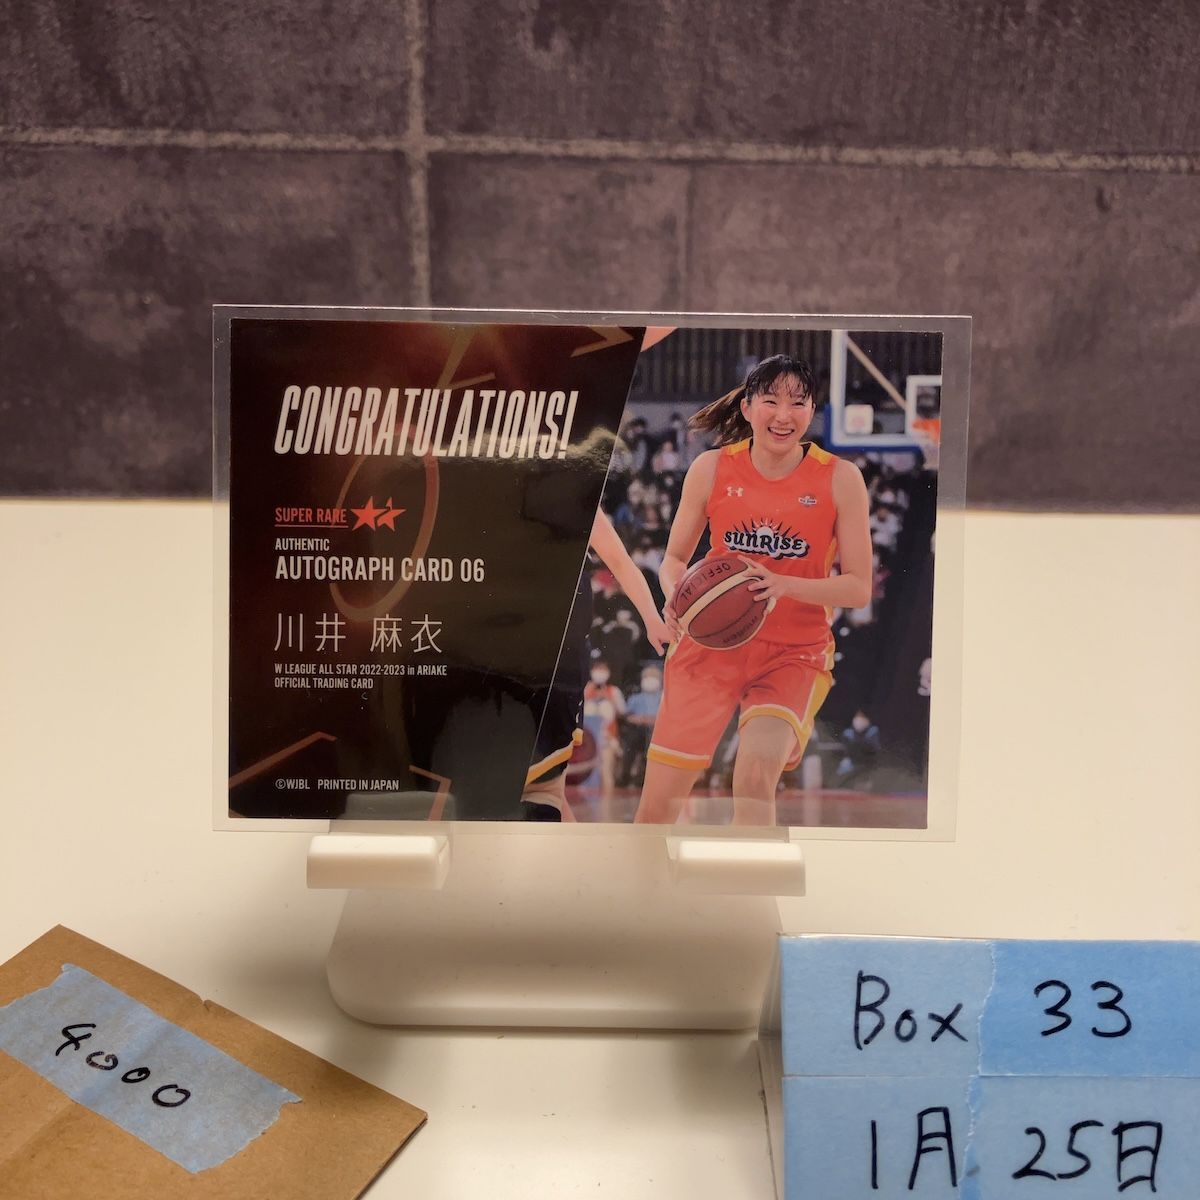 CONGRATULATIONS!
SUPER RARE
AUTHENTIC
AUTOGRAPH CARD 06
川井 麻衣
W LEAGUE ALL STAR 2022-2023 in ARIAKE
OFFICIAL TRADING CARD
©WJBL PRINTED IN JAPAN
SUNRISE
OFFICIAL
4000
Box 33
1月25日